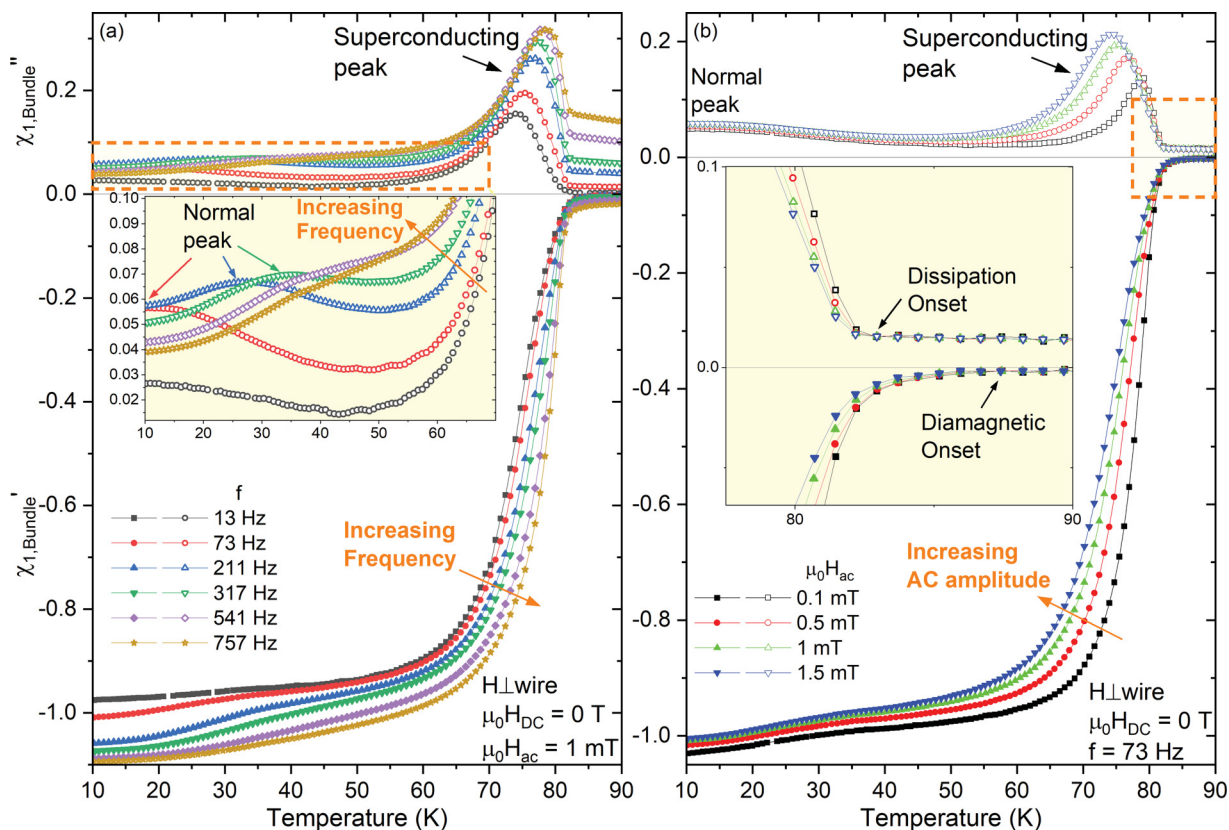 (a)
Superconducting
peak
χ1,Bundle''
0.2
0.0
-0.2
-0.4
-0.6
-0.8
-1.0
0.10
0.09
0.08
0.07
0.06
0.05
0.04
0.03
0.02
Normal
peak
Increasing
Frequency
10 20 30 40 50 60
χ1,Bundle'
f
13 Hz
73 Hz
211 Hz
317 Hz
541 Hz
757 Hz
Increasing
Frequency
H⊥wire
μ0HDC = 0 T
μ0Hac = 1 mT
10 20 30 40 50 60 70 80 90
Temperature (K)
(b)
Superconducting
peak
Normal
peak
0.2
0.0
-0.2
-0.4
-0.6
-0.8
-1.0
0.1
0.0
Dissipation
Onset
Diamagnetic
Onset
80 90
μ0Hac
0.1 mT
0.5 mT
1 mT
1.5 mT
Increasing
AC amplitude
H⊥wire
μ0HDC = 0 T
f = 73 Hz
10 20 30 40 50 60 70 80 90
Temperature (K)